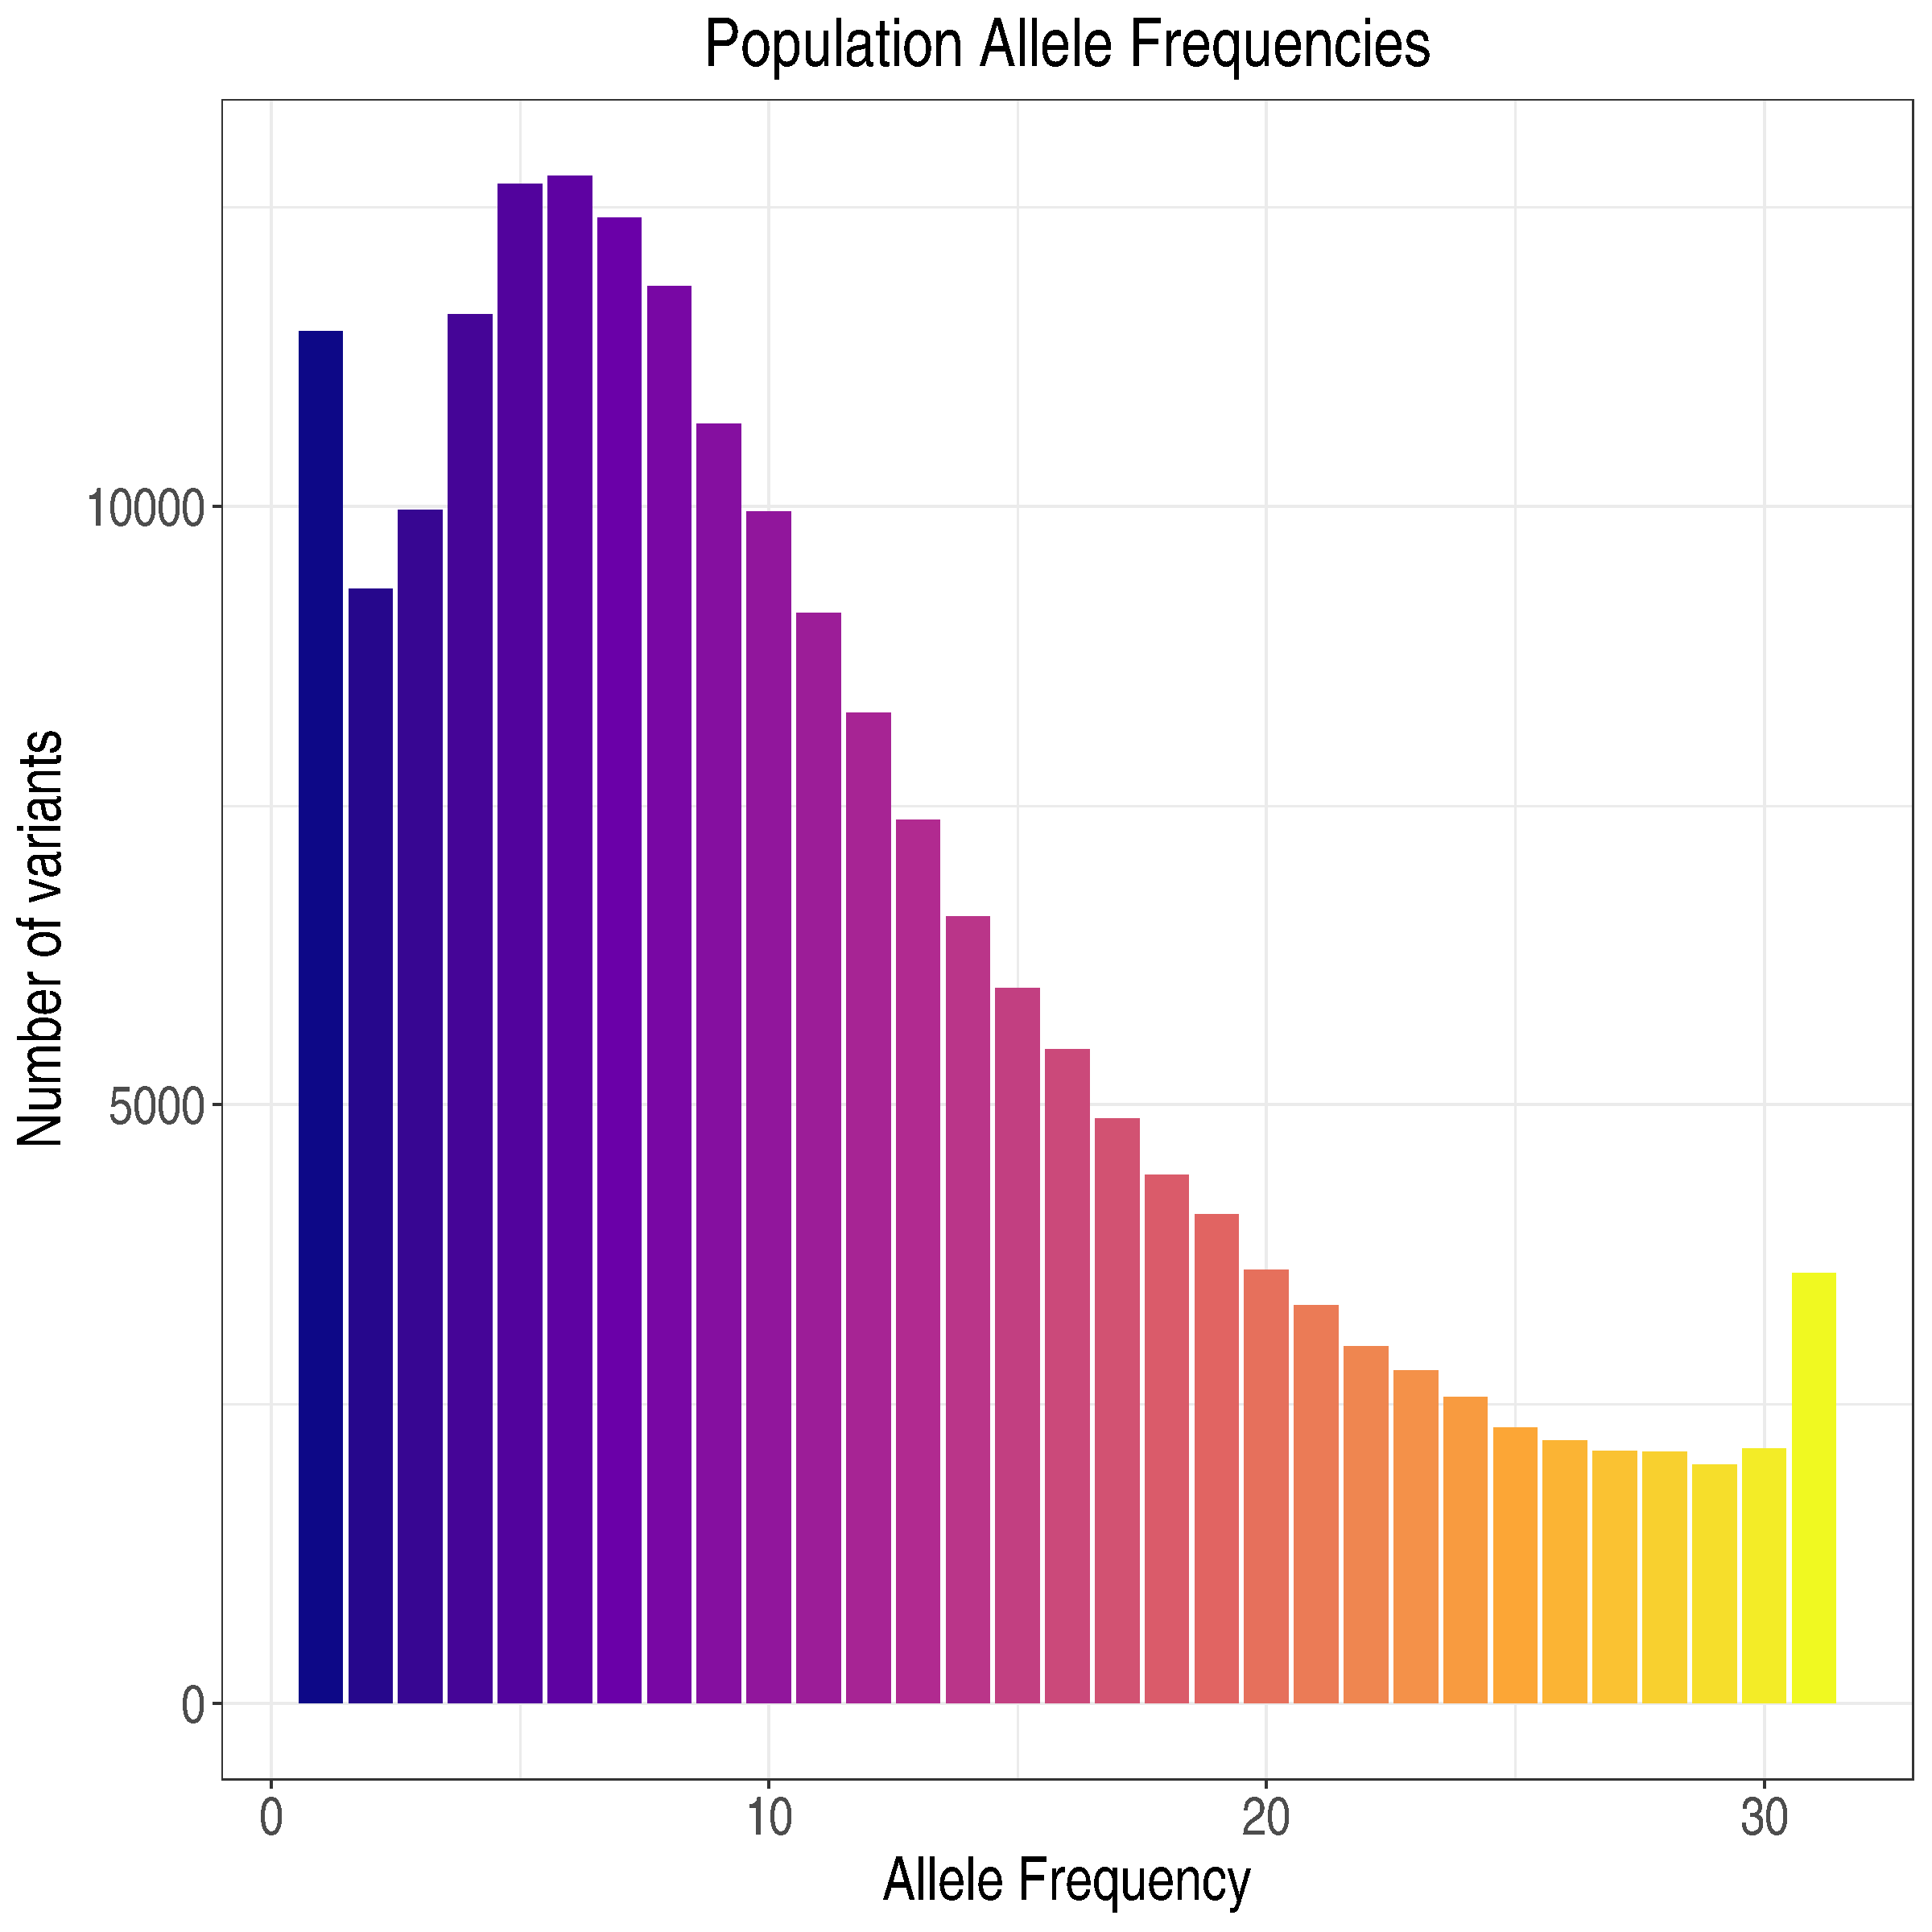 Population Allele Frequencies
Number of variants
10000
5000
0
0 10 20 30
Allele Frequency